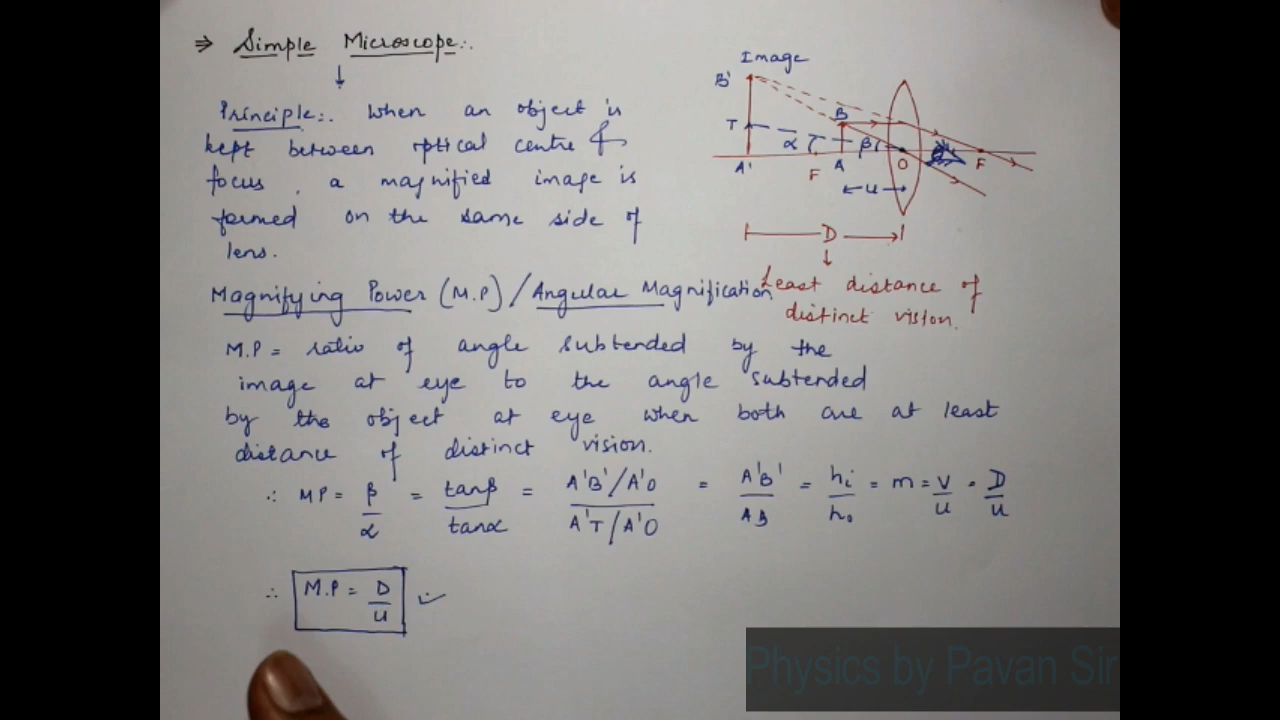 ⇒ Simple Microscope:.
↓
Principle:. When an object is
kept between optical centre &
focus, a magnified image is
formed on the same side of
lens.
Image
B'
T
A'
α
F
B
A
β
O
F
u
D
↓
Least distance of
distinct vision.
Magnifying Power (M.P) / Angular Magnification
M.P = ratio of angle subtended by the
image at eye to the angle subtended
by the object at eye when both are at least
distance of distinct vision.
∴ MP = β/α = tanβ/tanα = (A'B'/A'O)/(A'T/A'O) = A'B'/AB = hi/ho = m = V/u = D/u
∴ M.P = D/u
Physics by Pavan Sir